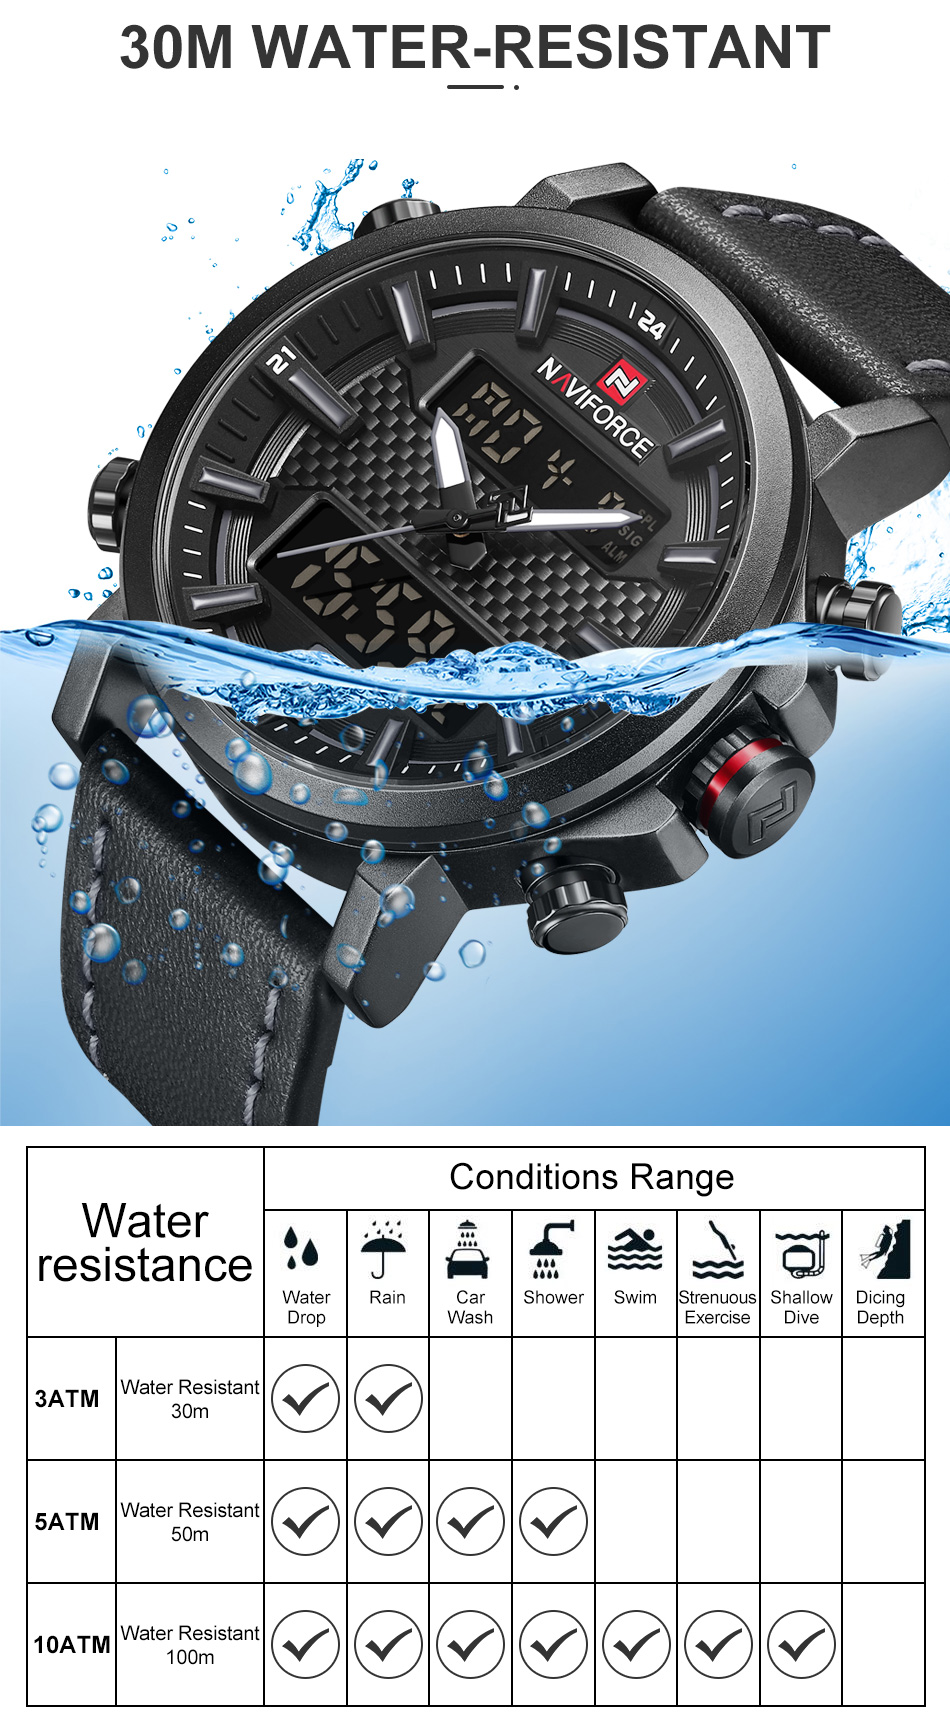 30M WATER-RESISTANT
21
24
NAVIFORCE
SPL
SIG
ALM
Water
resistance
Conditions Range
Water
Drop
Rain
Car
Wash
Shower
Swim
Strenuous
Exercise
Shallow
Dive
Dicing
Depth
3ATM
Water Resistant
30m
5ATM
Water Resistant
50m
10ATM
Water Resistant
100m